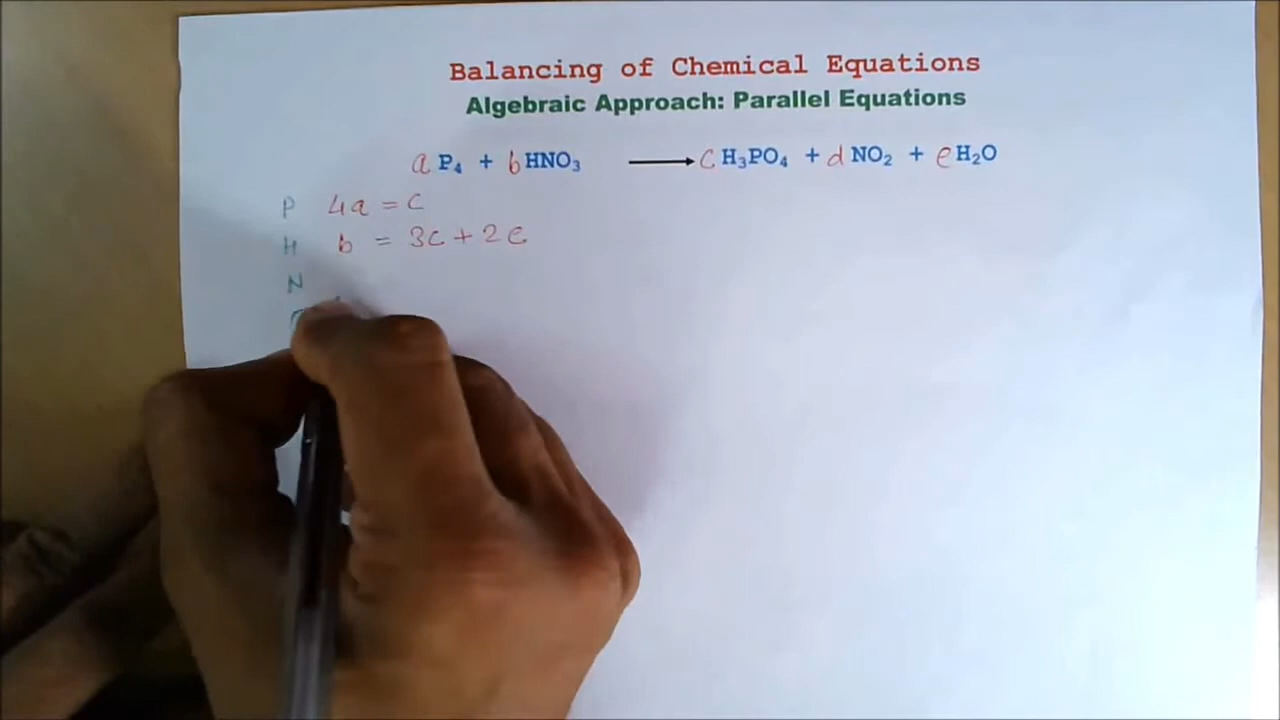 Balancing of Chemical Equations
Algebraic Approach: Parallel Equations
a P₄ + b HNO₃ ⟶ c H₃PO₄ + d NO₂ + e H₂O
P 4a = c
H b = 3c + 2e
N